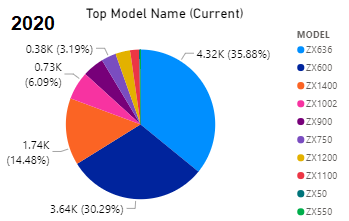 2020
Top Model Name (Current)
0.38K (3.19%)
4.32K (35.88%)
0.73K
(6.09%)
1.74K
(14.48%)
3.64K (30.29%)
MODEL
ZX636
ZX600
ZX1400
ZX1002
ZX900
ZX750
ZX1200
ZX1100
ZX50
ZX550